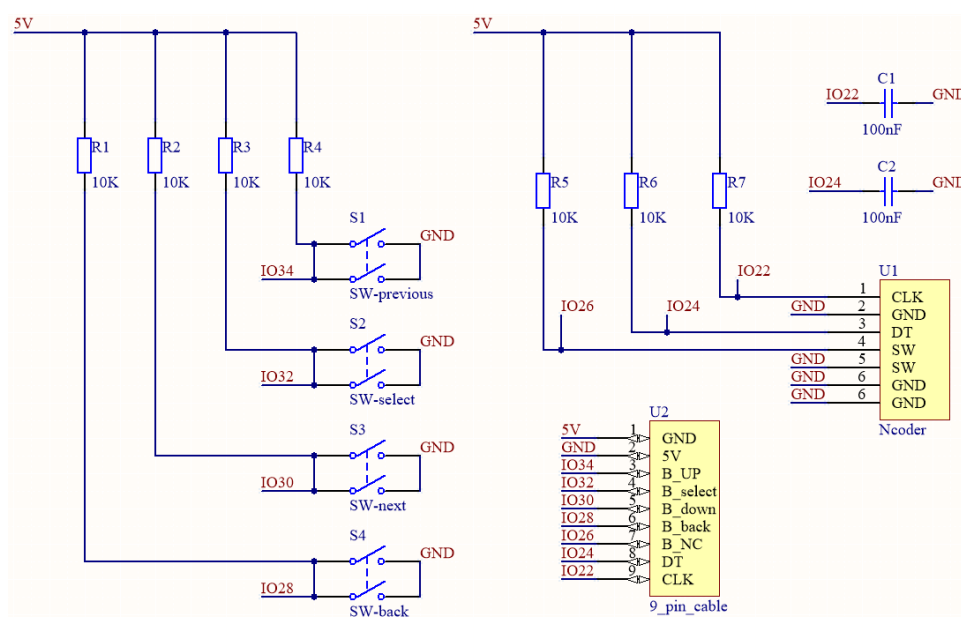 5V
R1
10K
R2
10K
R3
10K
R4
10K
S1
GND
IO34
SW-previous
S2
GND
IO32
SW-select
S3
GND
IO30
SW-next
S4
GND
IO28
SW-back
5V
R5
10K
R6
10K
R7
10K
C1
IO22
GND
100nF
C2
IO24
GND
100nF
IO22
IO26
IO24
U1
1 CLK
GND 2 GND
3 DT
4 SW
GND 5 SW
GND 6 GND
GND 6 GND
Ncoder
U2
5V 1 GND
GND 2 5V
IO34 3 B_UP
IO32 4 B_select
IO30 5 B_down
IO28 6 B_back
IO26 7 B_NC
IO24 8 DT
IO22 9 CLK
9_pin_cable